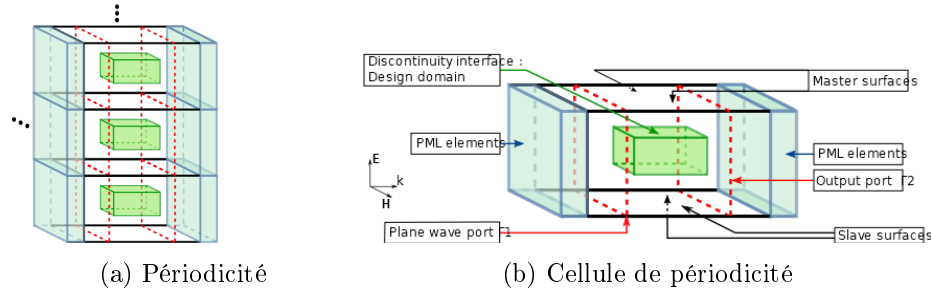 Discontinuity interface :
Design domain
Master surfaces
PML elements
PML elements
E
k
H
Output port Γ2
Plane wave port Γ1
Slave surfaces
(a) Périodicité
(b) Cellule de périodicité